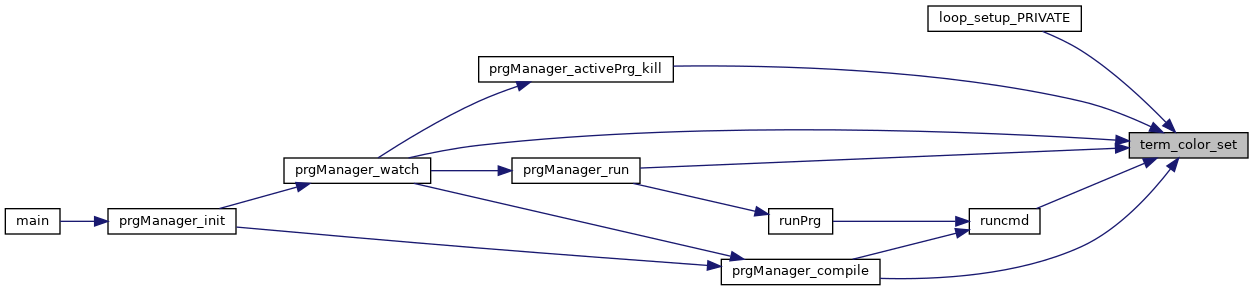 loop_setup_PRIVATE
prgManager_activePrg_kill
term_color_set
prgManager_watch
prgManager_run
main
prgManager_init
runPrg
runcmd
prgManager_compile